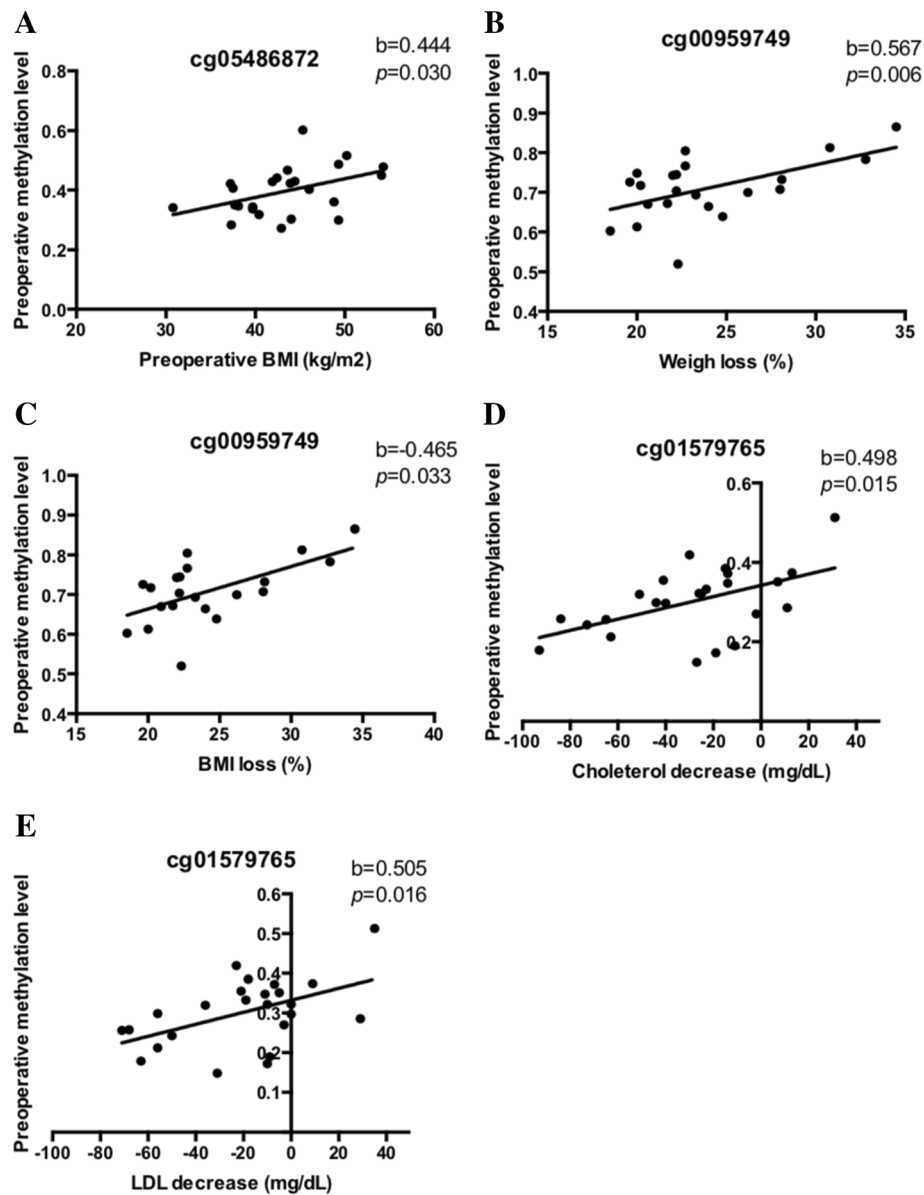 A
cg05486872
b=0.444
p=0.030
Preoperative methylation level
0.8
0.6
0.4
0.2
0.0
20 30 40 50 60
Preoperative BMI (kg/m2)
B
cg00959749
b=0.567
p=0.006
Preoperative methylation level
1.0
0.9
0.8
0.7
0.6
0.5
0.4
15 20 25 30 35
Weigh loss (%)
C
cg00959749
b=-0.465
p=0.033
Preoperative methylation level
1.0
0.9
0.8
0.7
0.6
0.5
0.4
15 20 25 30 35 40
BMI loss (%)
D
cg01579765
b=0.498
p=0.015
Preoperative methylation level
0.6
0.4
0.2
-100 -80 -60 -40 -20 0 20 40
Choleterol decrease (mg/dL)
E
cg01579765
b=0.505
p=0.016
Preoperative methylation level
0.6
0.5
0.4
0.3
0.2
0.1
-100 -80 -60 -40 -20 0 20 40
LDL decrease (mg/dL)